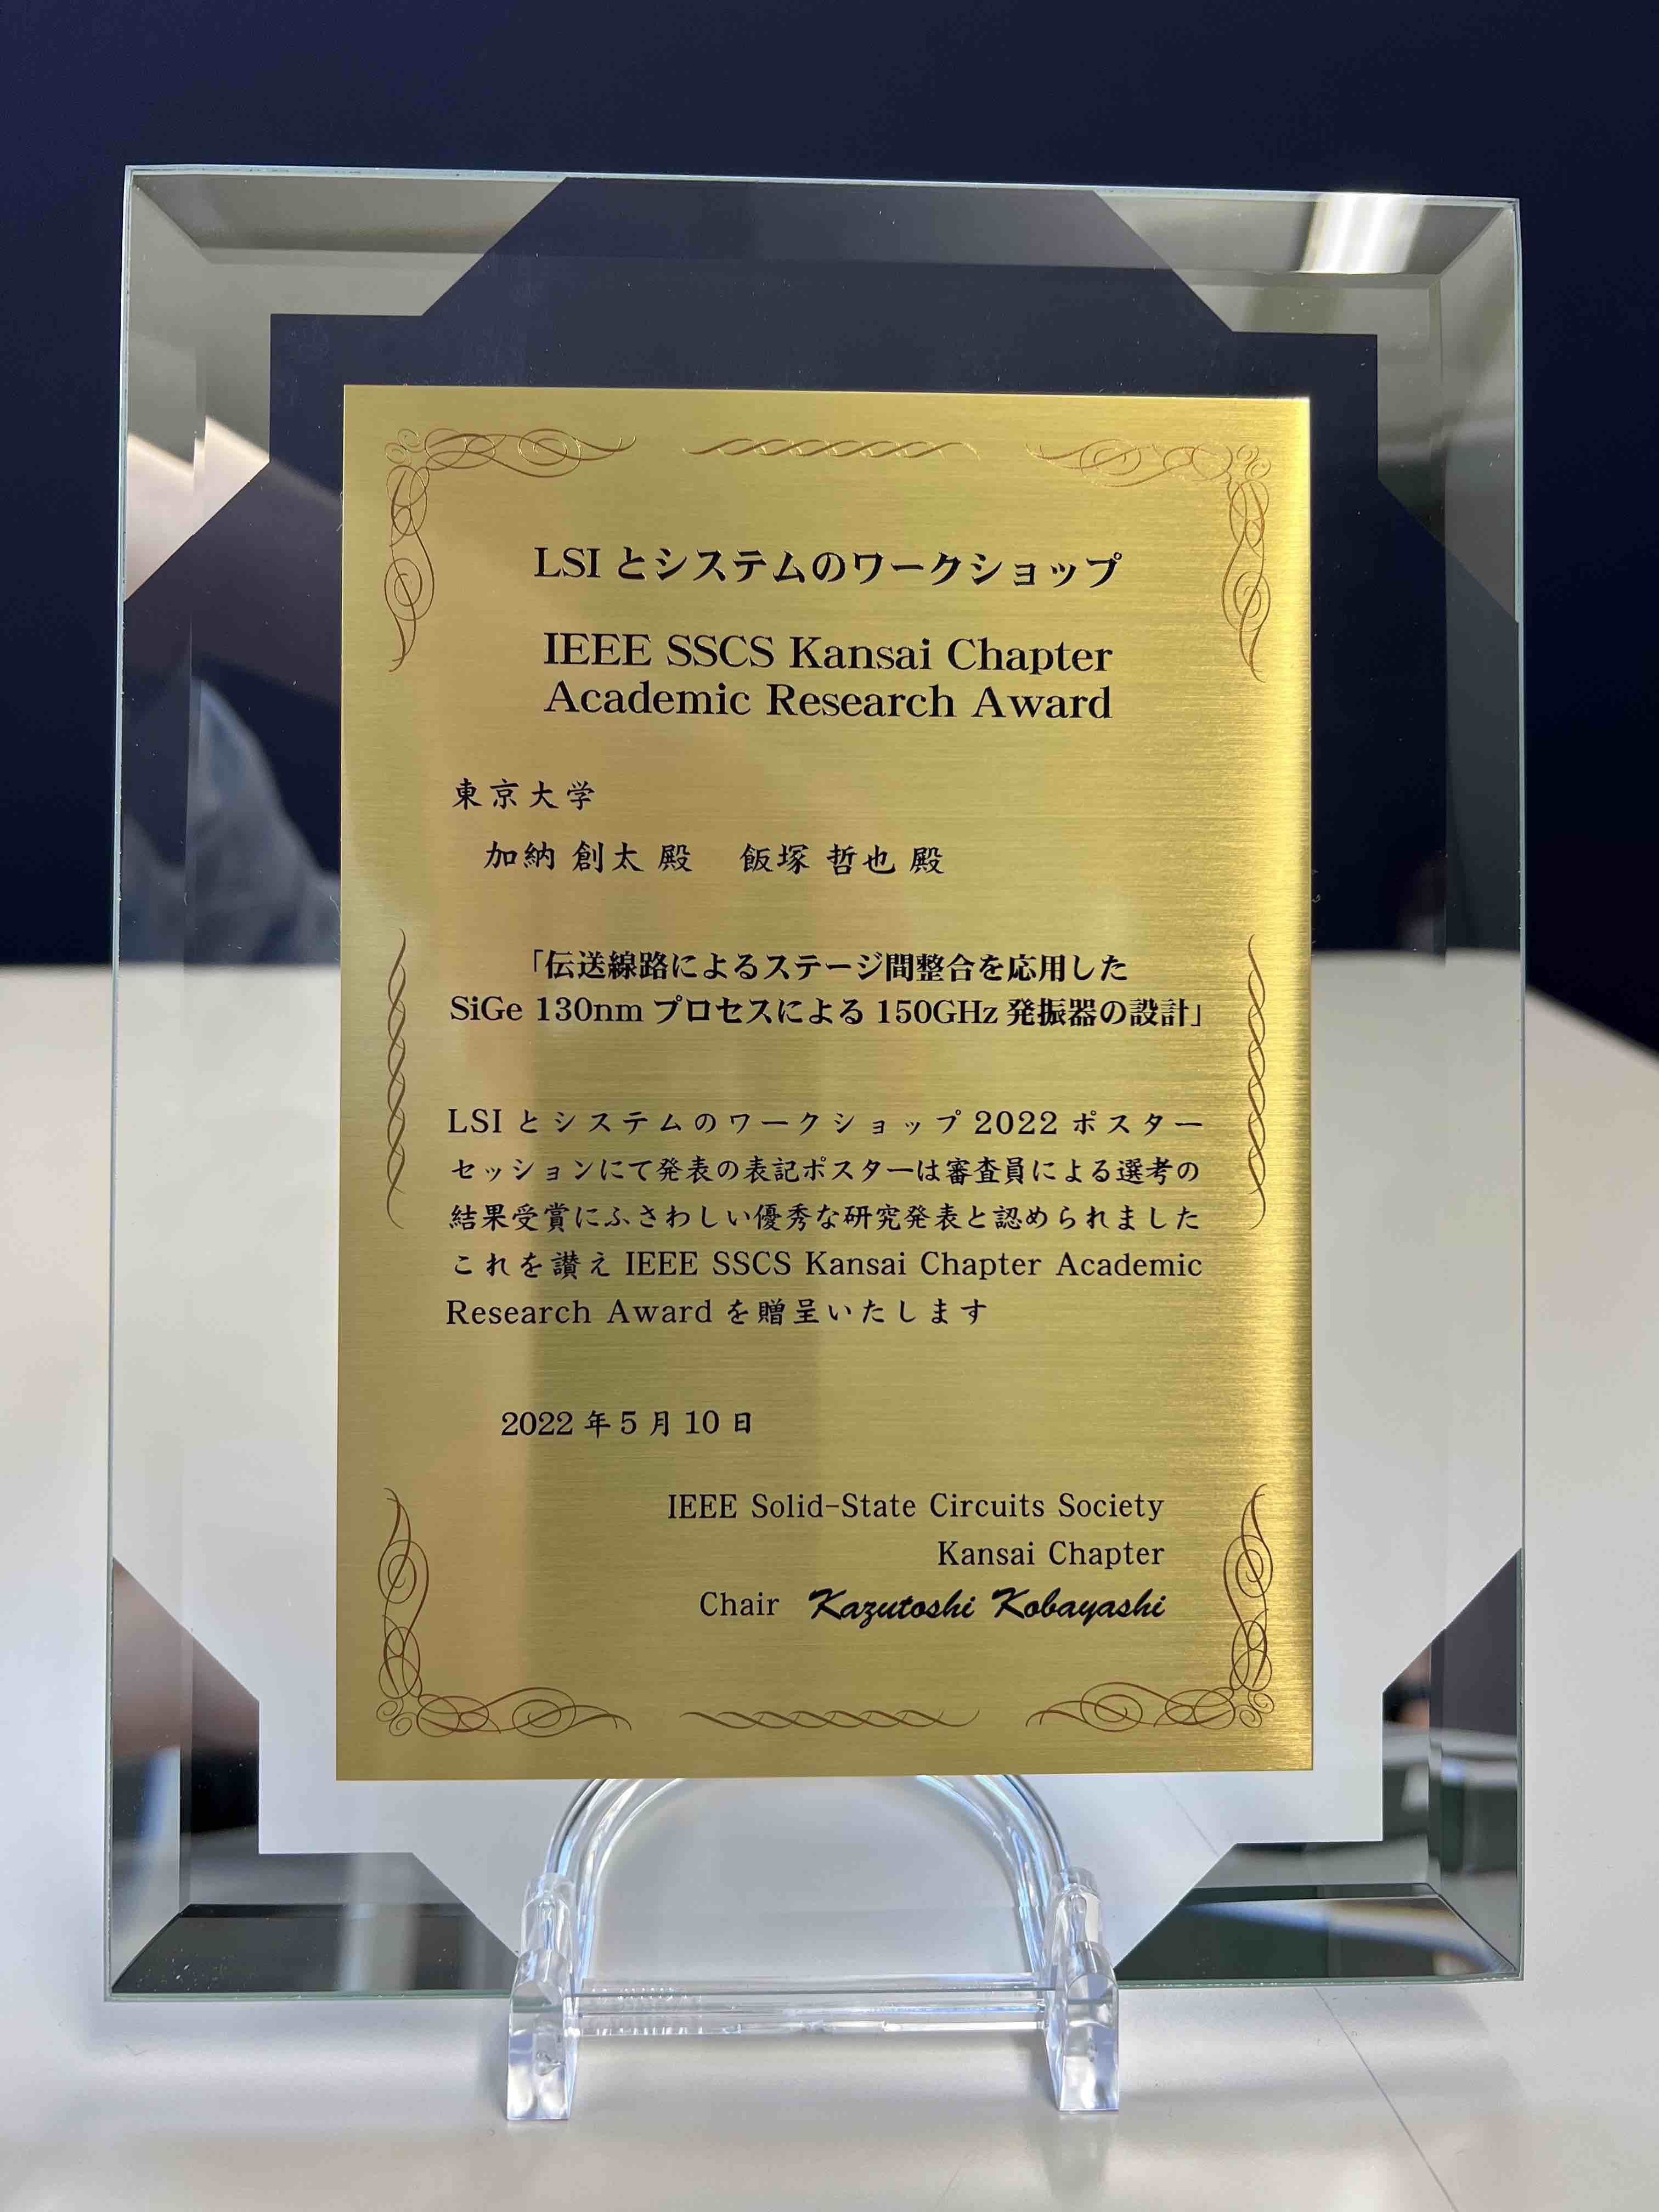 LSIとシステムのワークショップ
IEEE SSCS Kansai Chapter
Academic Research Award
東京大学
加納 創太 殿　飯塚 哲也 殿
「伝送線路によるステージ間整合を応用した
SiGe 130nm プロセスによる 150GHz 発振器の設計」
LSI とシステムのワークショップ 2022 ポスター
セッションにて発表の表記ポスターは審査員による選考の
結果受賞にふさわしい優秀な研究発表と認められました
これを讃え IEEE SSCS Kansai Chapter Academic
Research Award を贈呈いたします
2022 年 5 月 10 日
IEEE Solid-State Circuits Society
Kansai Chapter
Chair Kazutoshi Kobayashi